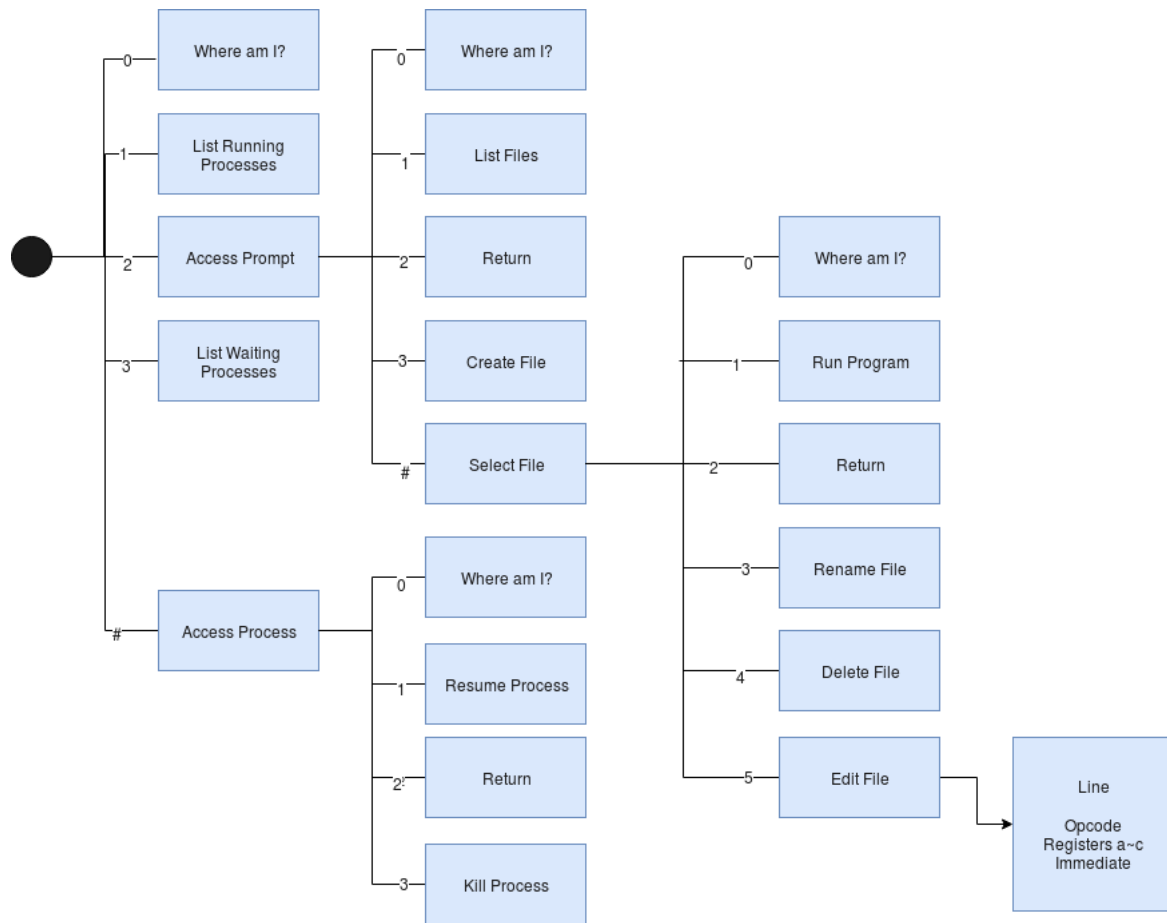 0
Where am I?
1
List Running
Processes
2
Access Prompt
3
List Waiting
Processes
#
Access Process
0
Where am I?
1
List Files
2
Return
3
Create File
#
Select File
0
Where am I?
1
Resume Process
2
Return
3
Kill Process
0
Where am I?
1
Run Program
2
Return
3
Rename File
4
Delete File
5
Edit File
Line
Opcode
Registers a~c
Immediate